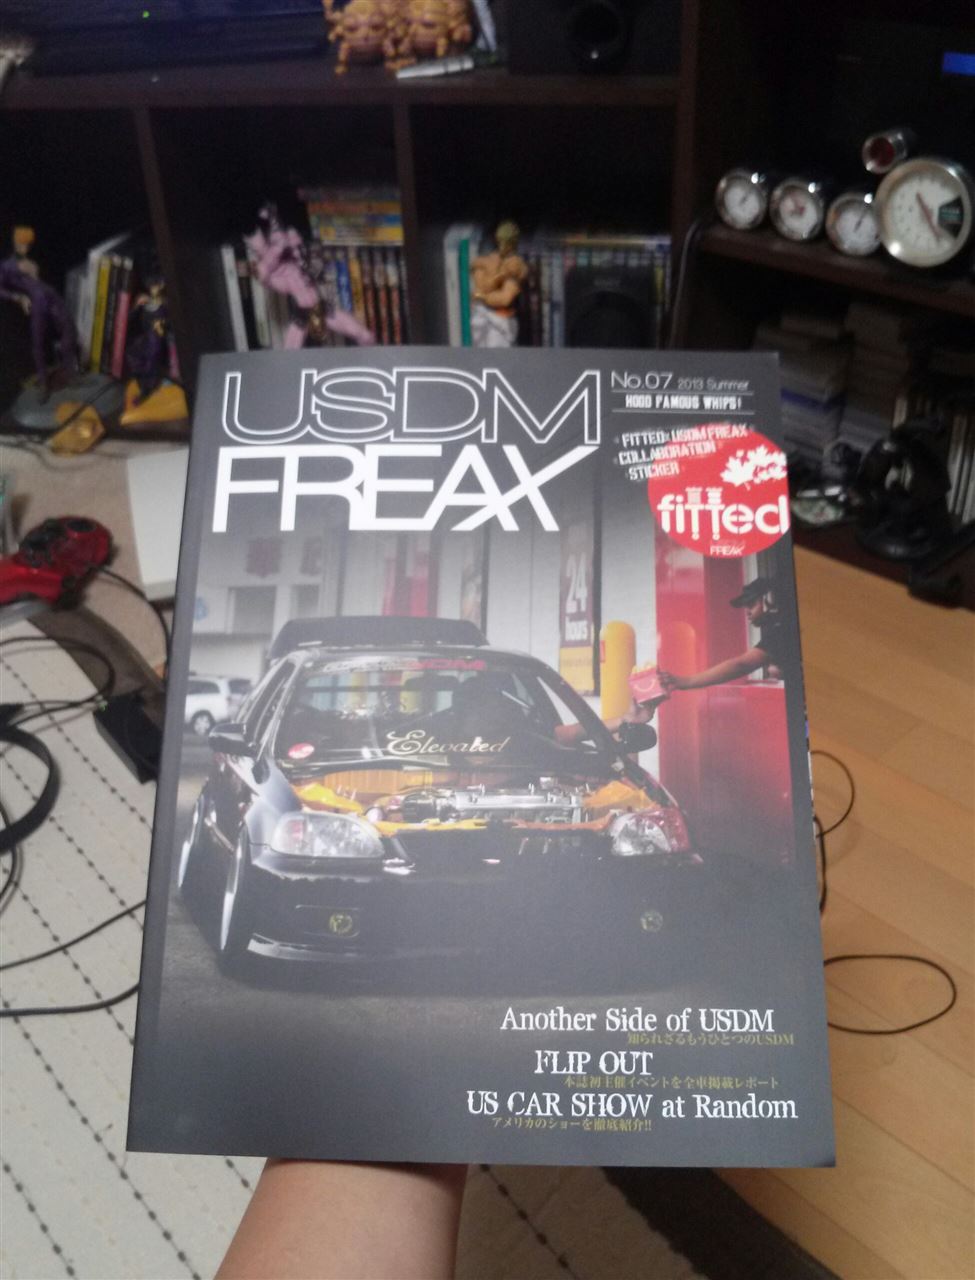 USDM
FREAX
No.07 2013 Summer
HOOD FAMOUS WHIPS!
FITTED×USDM FREAX
COLLABORATION
STICKER
fitted
FREAX
24
hours
Elevated
Another Side of USDM
知られざるもうひとつのUSDM
FLIP OUT
本誌初主催イベントを全車掲載レポート
US CAR SHOW at Random
アメリカのショーを徹底紹介!!